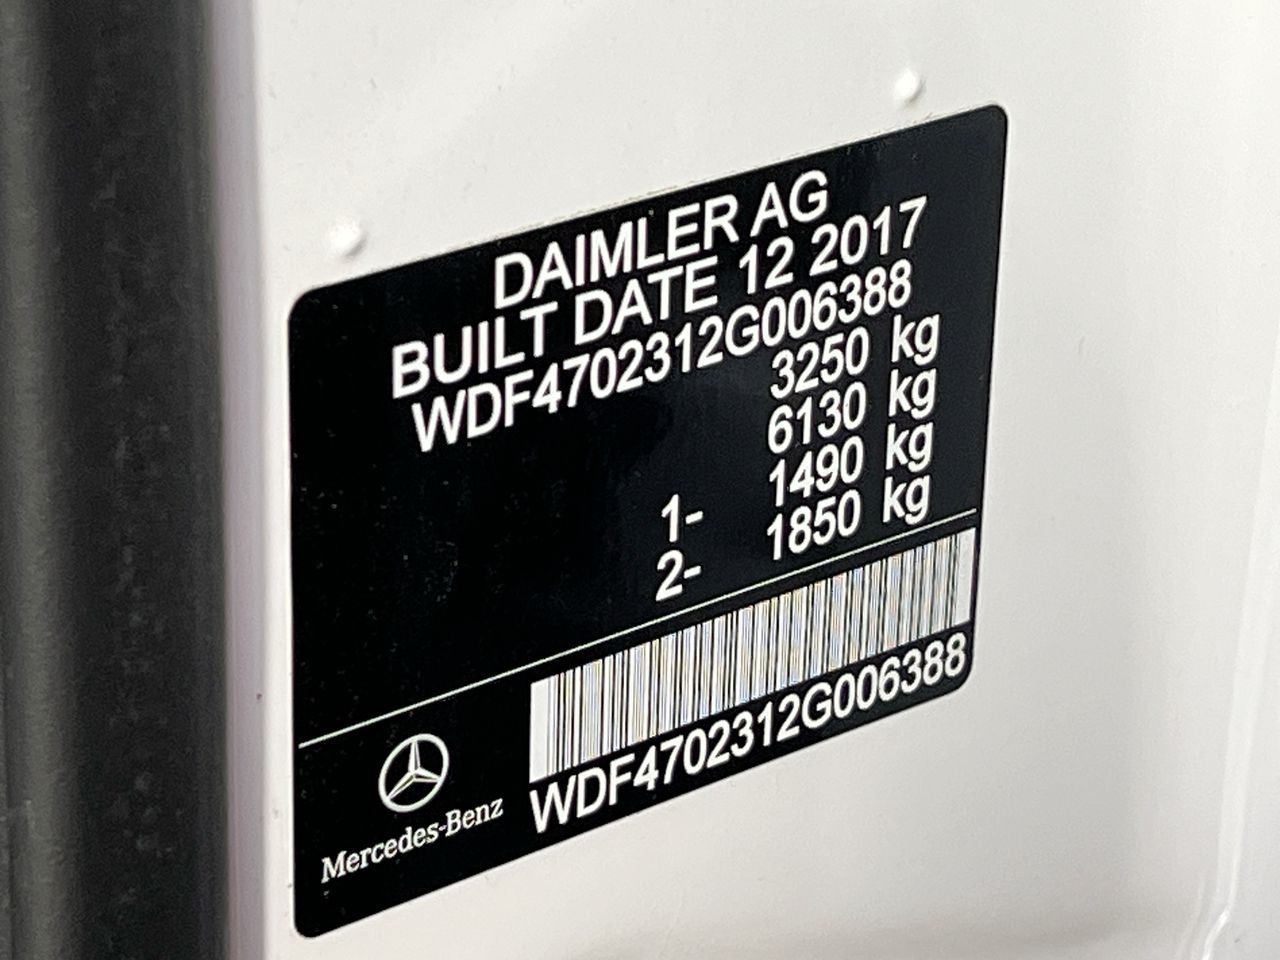 DAIMLER AG
BUILT DATE 12 2017
WDF4702312G006388
3250 kg
6130 kg
1- 1490 kg
2- 1850 kg
Mercedes-Benz
WDF4702312G006388